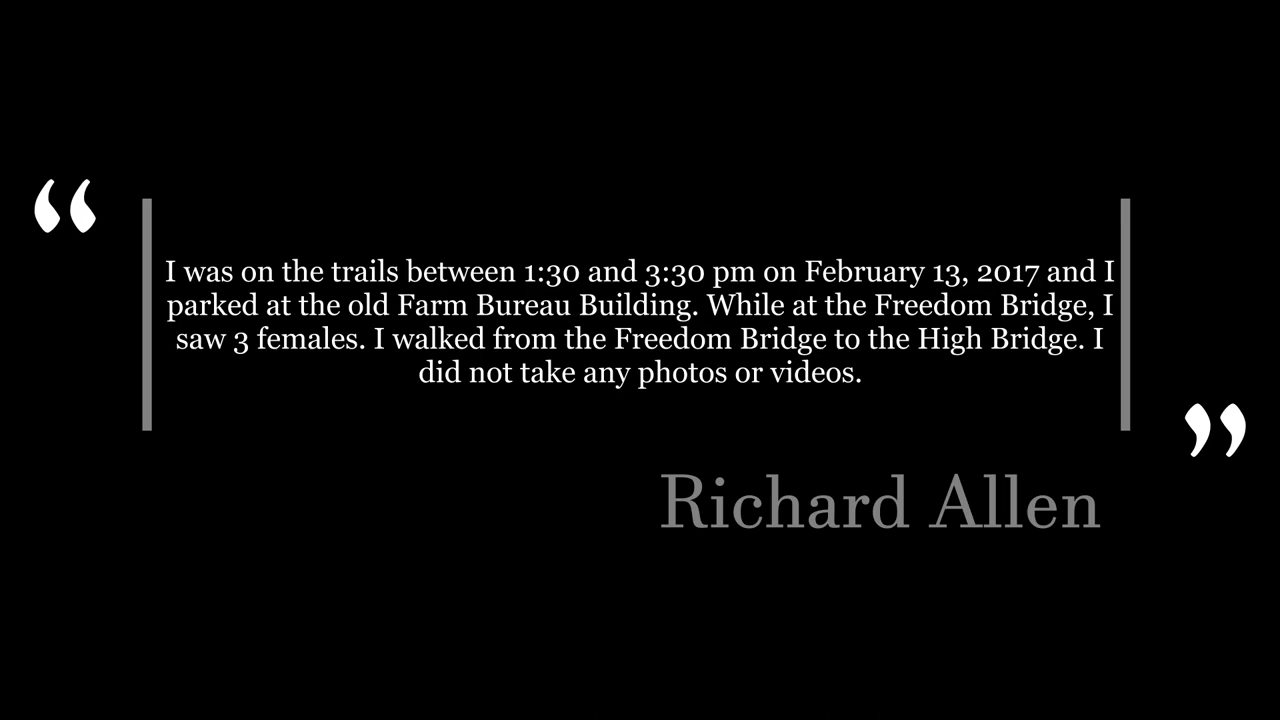 “
I was on the trails between 1:30 and 3:30 pm on February 13, 2017 and I
parked at the old Farm Bureau Building. While at the Freedom Bridge, I
saw 3 females. I walked from the Freedom Bridge to the High Bridge. I
did not take any photos or videos.
”
Richard Allen